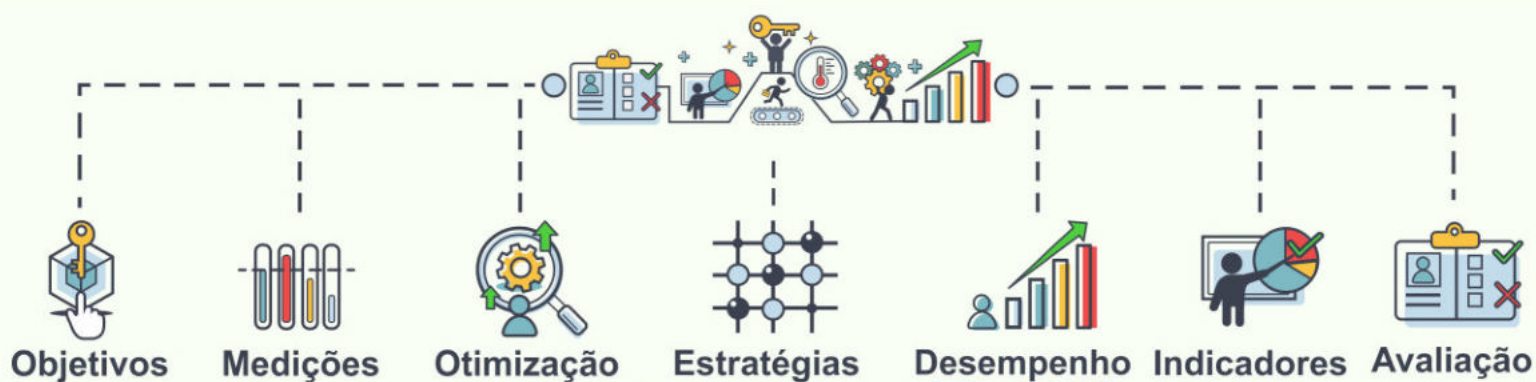 Objetivos
Medições
Otimização
Estratégias
Desempenho
Indicadores
Avaliação